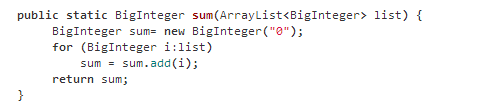 public static BigInteger sum(ArrayList<BigInteger> list) {
     BigInteger sum= new BigInteger("0");
     for (BigInteger i:list)
          sum = sum.add(i);
     return sum;
}